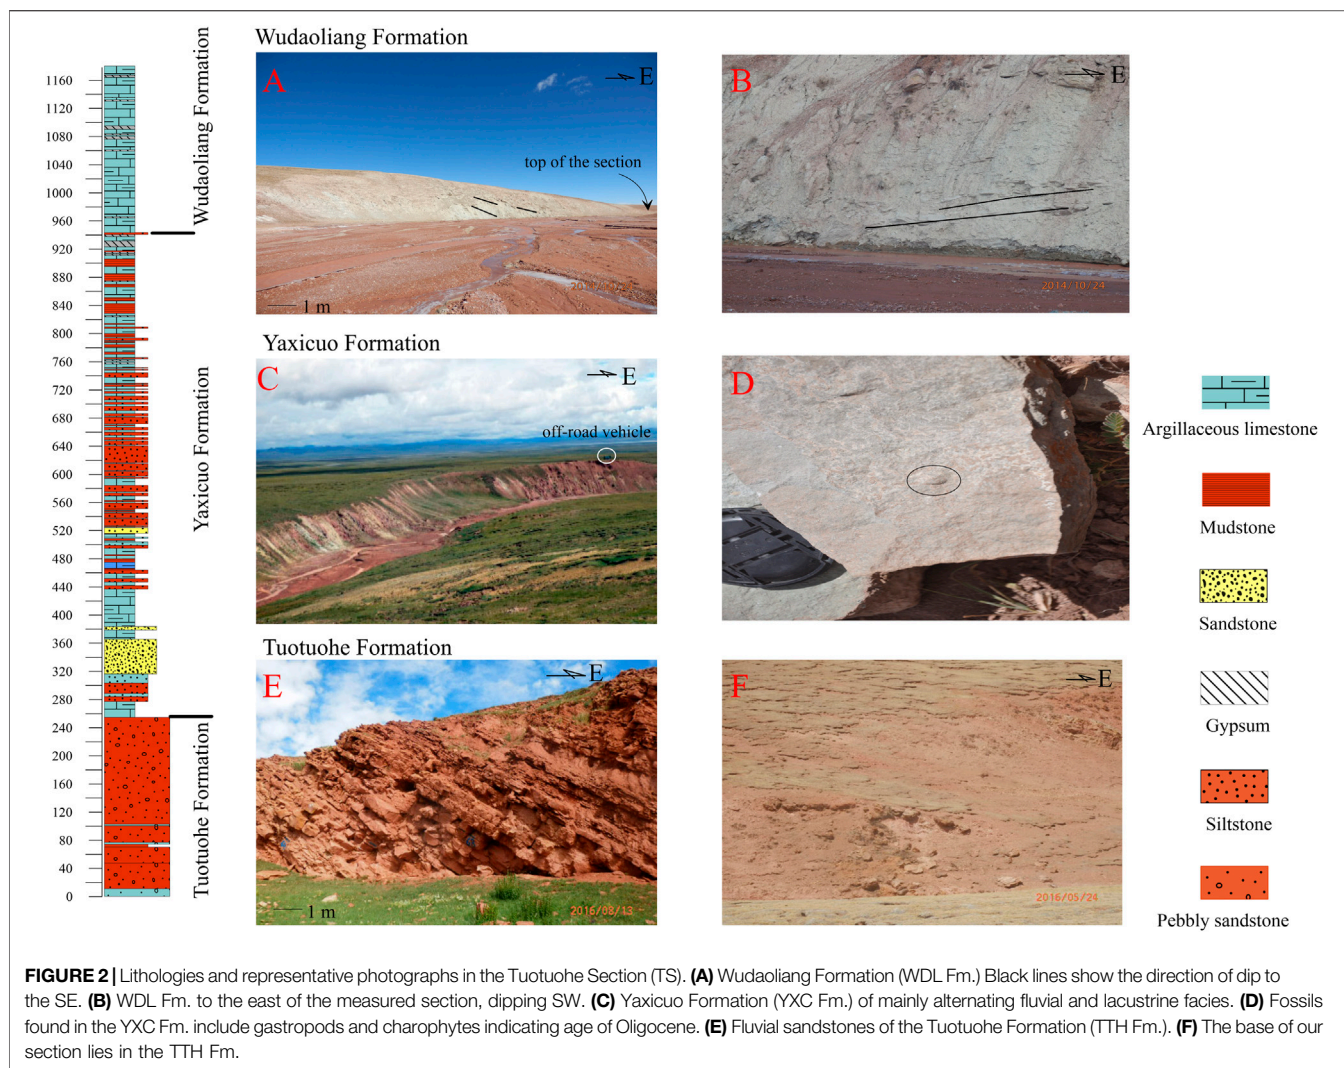 Wudaoliang Formation
Yaxicuo Formation
Tuotuohe Formation
1160
1120
1080
1040
1000
960
920
880
840
800
760
720
680
640
600
560
520
480
440
400
360
320
280
240
200
160
120
80
40
0
Wudaoliang Formation
A
E
top of the section
1 m
B
E
2014/10/24
Yaxicuo Formation
C
E
off-road vehicle
D
Tuotuohe Formation
E
E
1 m
2016/08/13
F
E
2016/05/24
Argillaceous limestone
Mudstone
Sandstone
Gypsum
Siltstone
Pebbly sandstone
FIGURE 2 | Lithologies and representative photographs in the Tuotuohe Section (TS). (A) Wudaoliang Formation (WDL Fm.) Black lines show the direction of dip to
the SE. (B) WDL Fm. to the east of the measured section, dipping SW. (C) Yaxicuo Formation (YXC Fm.) of mainly alternating fluvial and lacustrine facies. (D) Fossils
found in the YXC Fm. include gastropods and charophytes indicating age of Oligocene. (E) Fluvial sandstones of the Tuotuohe Formation (TTH Fm.). (F) The base of our
section lies in the TTH Fm.